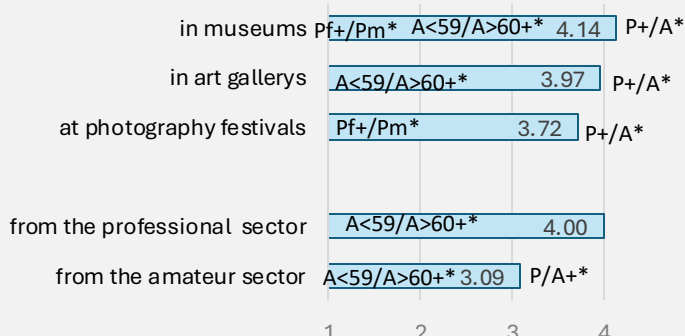 in museums Pf+/Pm* A<59/A>60+* 4.14 P+/A*
in art gallerys A<59/A>60+* 3.97 P+/A*
at photography festivals Pf+/Pm* 3.72 P+/A*
from the professional sector A<59/A>60+* 4.00
from the amateur sector A<59/A>60+* 3.09 P/A+*
1 2 3 4